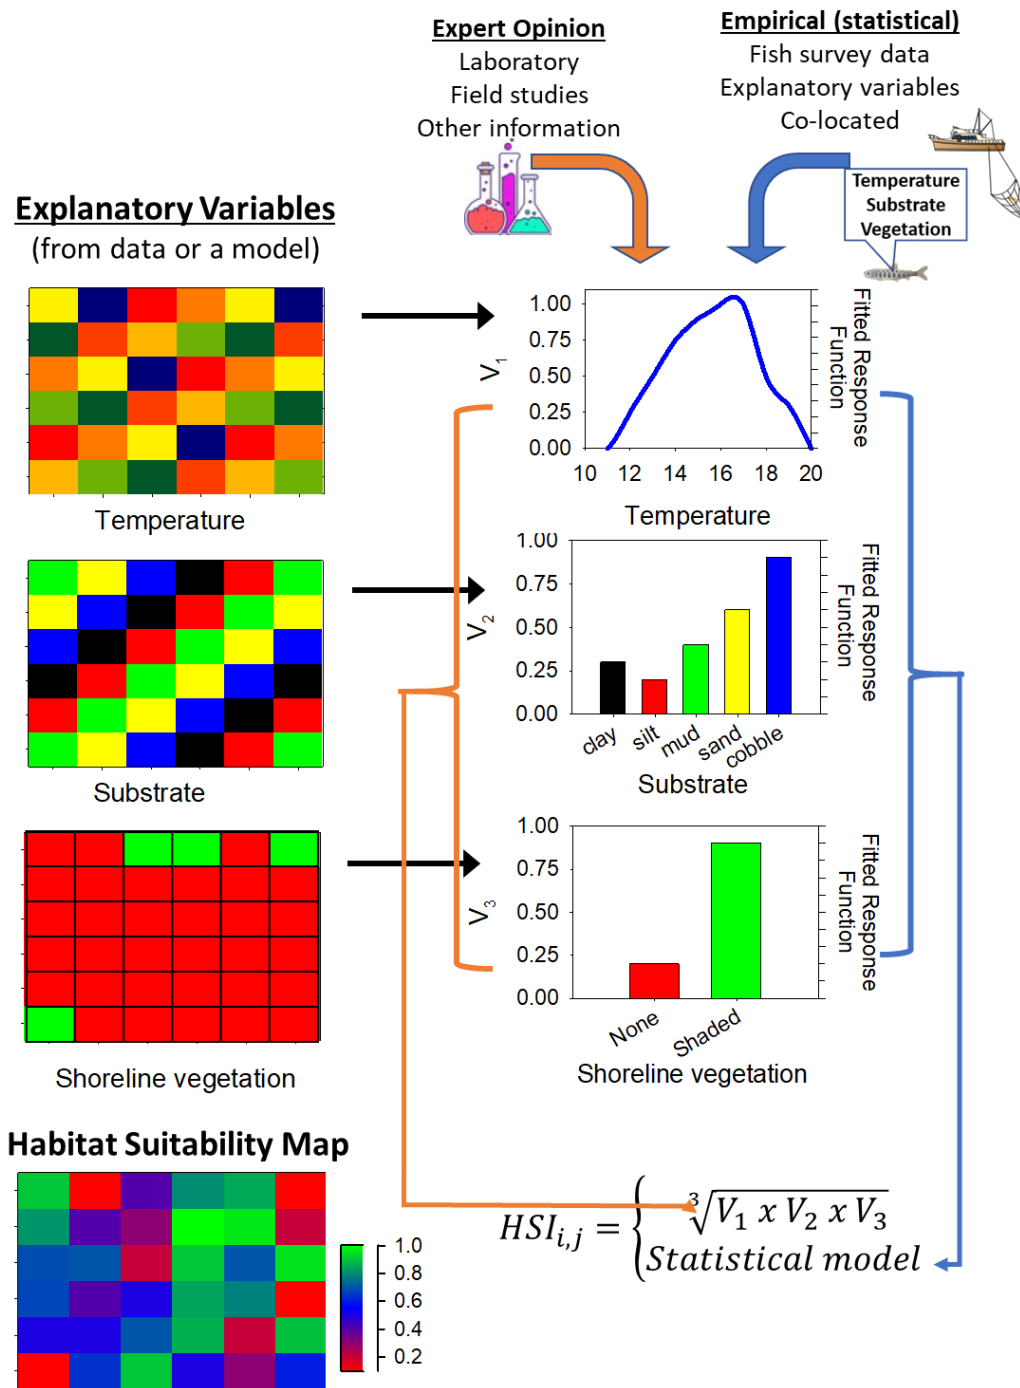 Expert Opinion
Laboratory
Field studies
Other information
Empirical (statistical)
Fish survey data
Explanatory variables
Co-located
Temperature
Substrate
Vegetation
Explanatory Variables
(from data or a model)
Temperature
1.00
0.75
0.50
0.25
0.00
V1
10 12 14 16 18 20
Temperature
Fitted Response
Function
Substrate
1.00
0.75
0.50
0.25
0.00
V2
clay silt mud sand cobble
Substrate
Fitted Response
Function
Shoreline vegetation
1.00
0.75
0.50
0.25
0.00
V3
None Shaded
Shoreline vegetation
Fitted Response
Function
Habitat Suitability Map
1.0
0.8
0.6
0.4
0.2
HSIi,j = { ∛V1 x V2 x V3
Statistical model